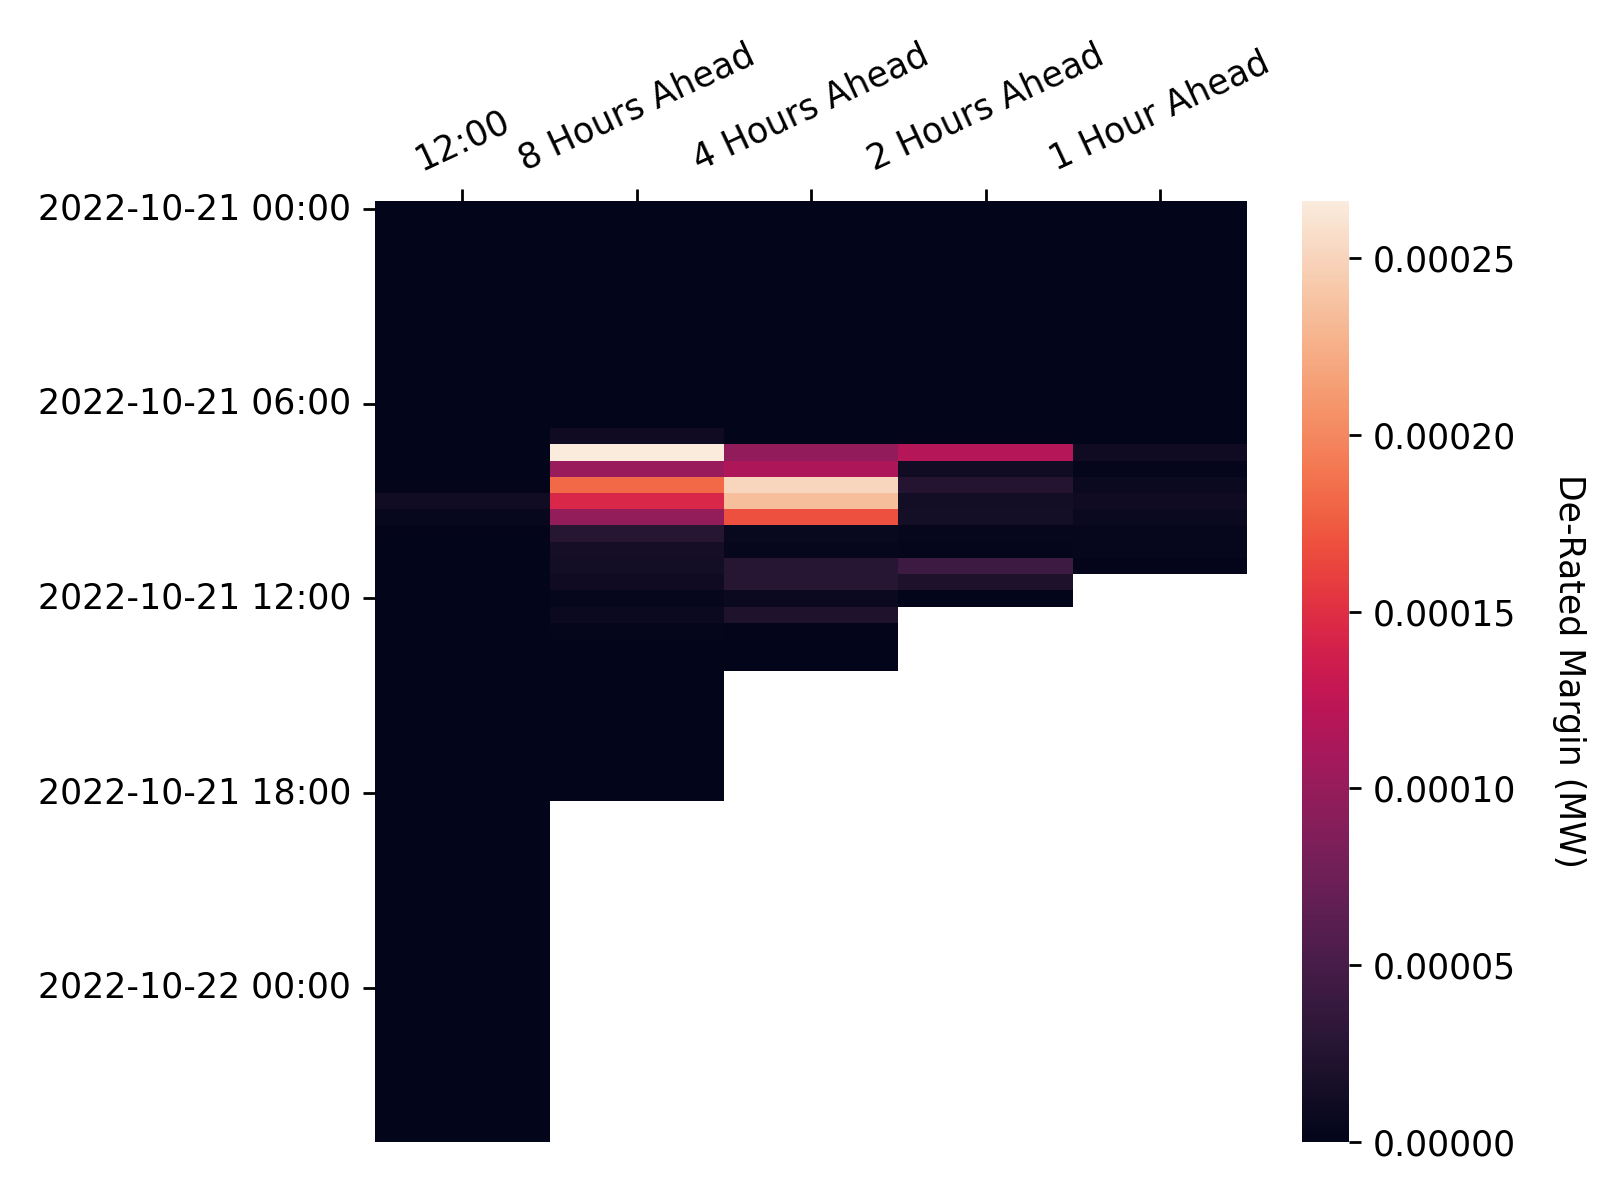 12:00
8 Hours Ahead
4 Hours Ahead
2 Hours Ahead
1 Hour Ahead
2022-10-21 00:00
2022-10-21 06:00
2022-10-21 12:00
2022-10-21 18:00
2022-10-22 00:00
0.00025
0.00020
0.00015
0.00010
0.00005
0.00000
De-Rated Margin (MW)